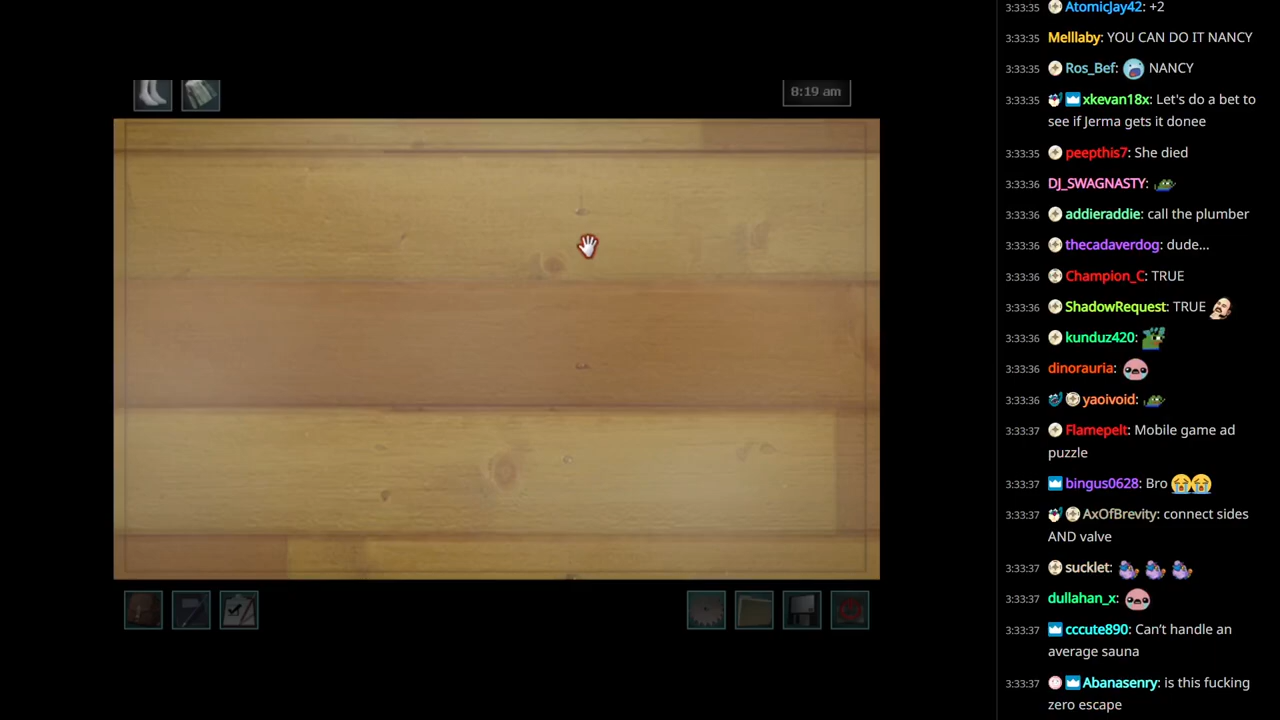 8:19 am
3:33:35 AtomicJay42: +2
3:33:35 Melllaby: YOU CAN DO IT NANCY
3:33:35 Ros_Bef: NANCY
3:33:35 xkevan18x: Let's do a bet to
see if Jerma gets it donee
3:33:35 peepthis7: She died
3:33:36 DJ_SWAGNASTY:
3:33:36 addieraddie: call the plumber
3:33:36 thecadaverdog: dude...
3:33:36 Champion_C: TRUE
3:33:36 ShadowRequest: TRUE
3:33:36 kunduz420:
3:33:36 dinorauria:
3:33:36 yaoivoid:
3:33:37 Flamepelt: Mobile game ad
puzzle
3:33:37 bingus0628: Bro 😭😭
3:33:37 AxOfBrevity: connect sides
AND valve
3:33:37 sucklet:
3:33:37 dullahan_x:
3:33:37 cccute890: Can't handle an
average sauna
3:33:37 Abanasenry: is this fucking
zero escape